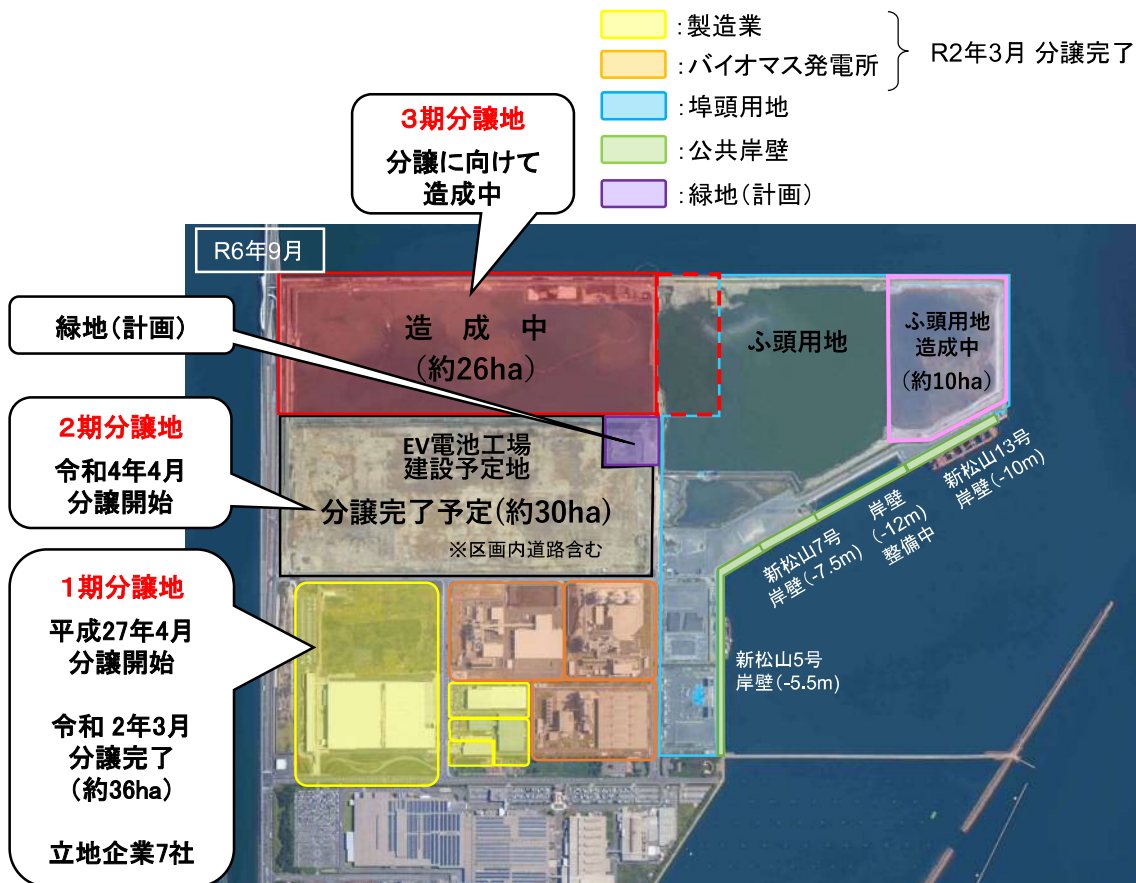 ：製造業
：バイオマス発電所
R2年3月 分譲完了
：埠頭用地
：公共岸壁
：緑地（計画）
３期分譲地
分譲に向けて
造成中
R6年9月
緑地（計画）
造 成 中
（約26ha）
ふ頭用地
ふ頭用地
造成中
（約10ha）
２期分譲地
令和4年4月
分譲開始
EV電池工場
建設予定地
分譲完了予定（約30ha）
※区画内道路含む
新松山13号
岸壁（-10m）
岸壁
（-12m）
整備中
新松山7号
岸壁（-7.5m）
新松山5号
岸壁（-5.5m）
１期分譲地
平成27年4月
分譲開始
令和 2年3月
分譲完了
（約36ha）
立地企業7社